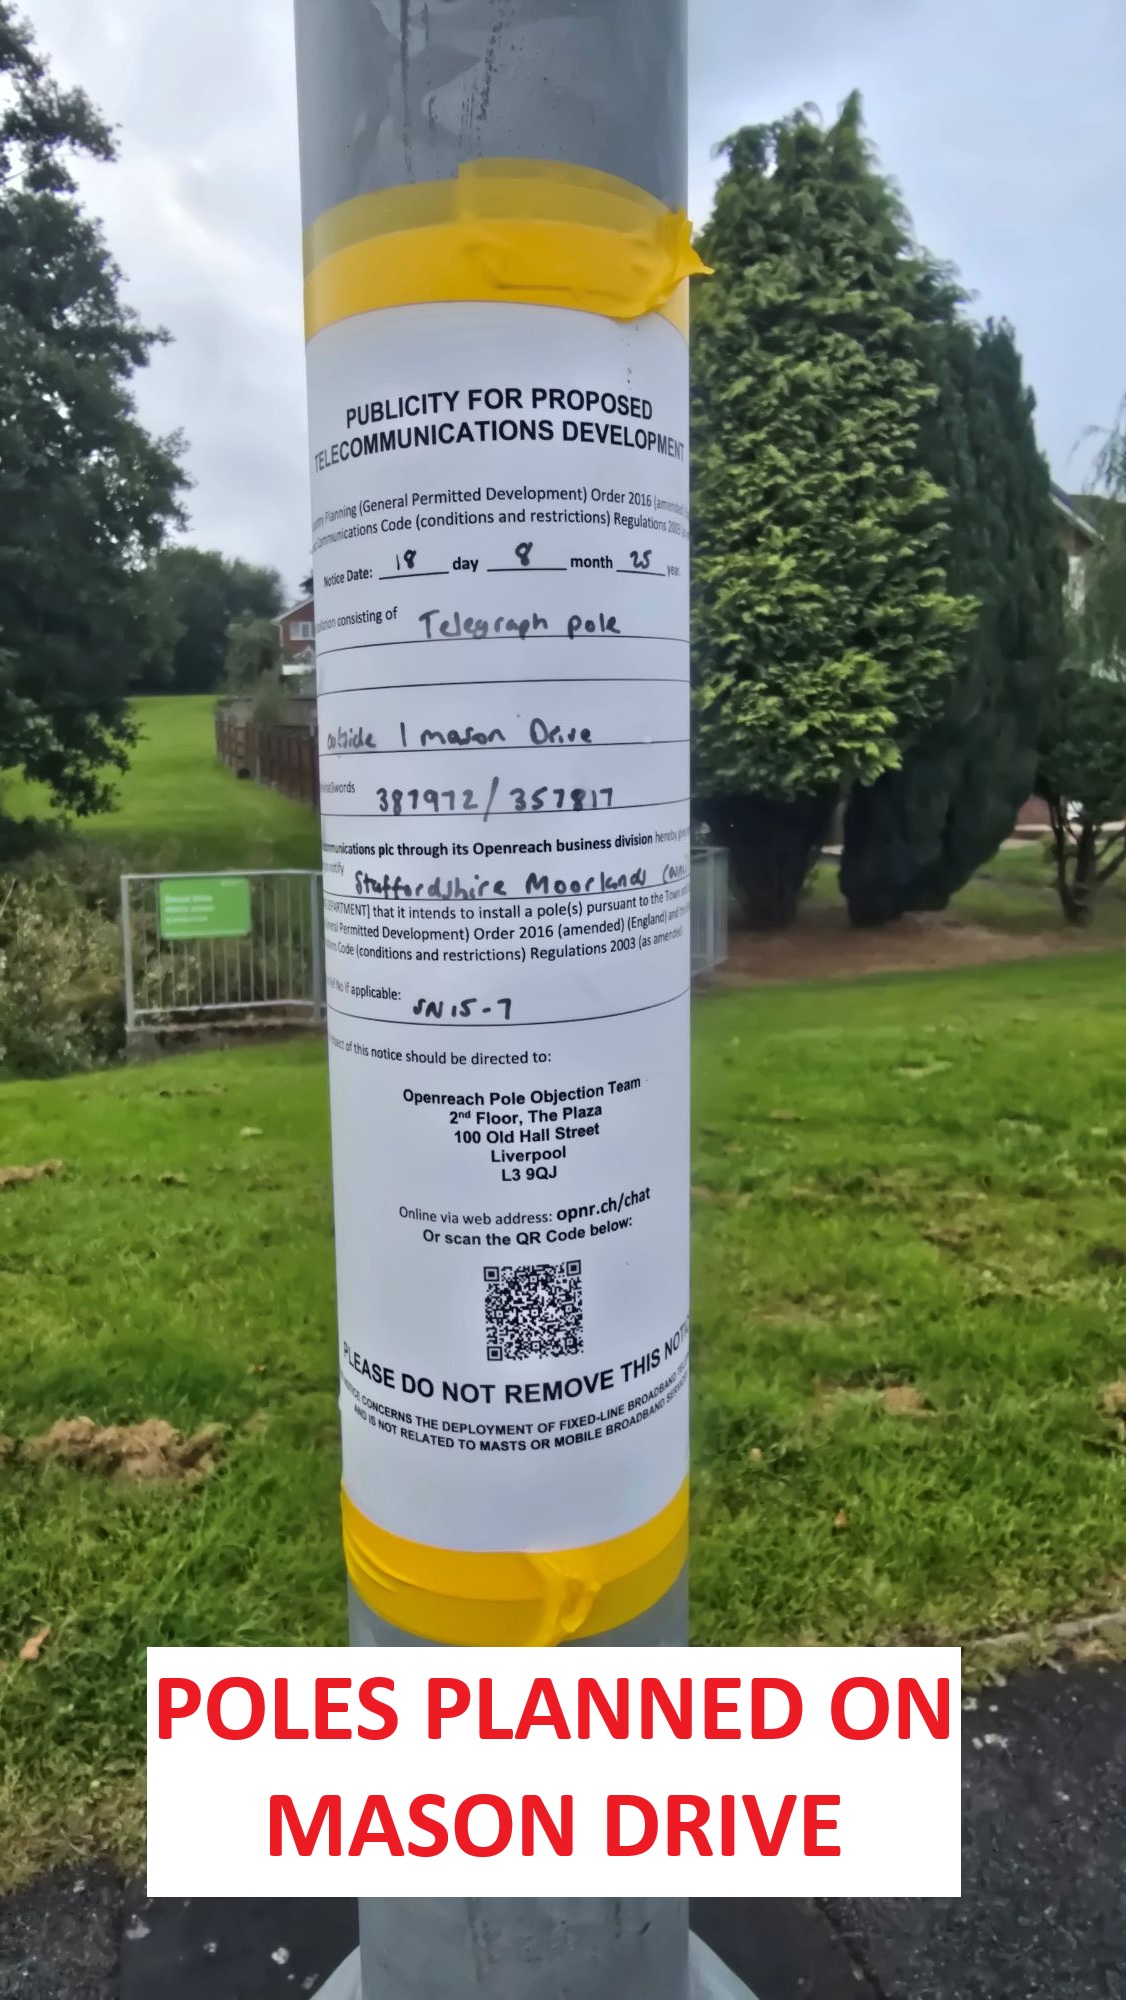 PUBLICITY FOR PROPOSED
TELECOMMUNICATIONS DEVELOPMENT
Planning (General Permitted Development) Order 2016 (amended
Communications Code (conditions and restrictions) Regulations 2003
Notice Date: 18 day 8 month 25 year.
consisting of Telegraph pole
outside 1 mason Drive
words 387972/357817
communications plc through its Openreach business division hereby
notify Staffordshire Moorlands
] that it intends to install a pole(s) pursuant to the Town
Permitted Development) Order 2016 (amended) (England) and
Code (conditions and restrictions) Regulations 2003 (as amended)
No if applicable: SN15-7
of this notice should be directed to:
Openreach Pole Objection Team
2nd Floor, The Plaza
100 Old Hall Street
Liverpool
L3 9QJ
Online via web address: opnr.ch/chat
Or scan the QR Code below:
PLEASE DO NOT REMOVE THIS NOTIC
NOTICE CONCERNS THE DEPLOYMENT OF FIXED-LINE BROADBAND
AND IS NOT RELATED TO MASTS OR MOBILE BROADBAND
POLES PLANNED ON
MASON DRIVE